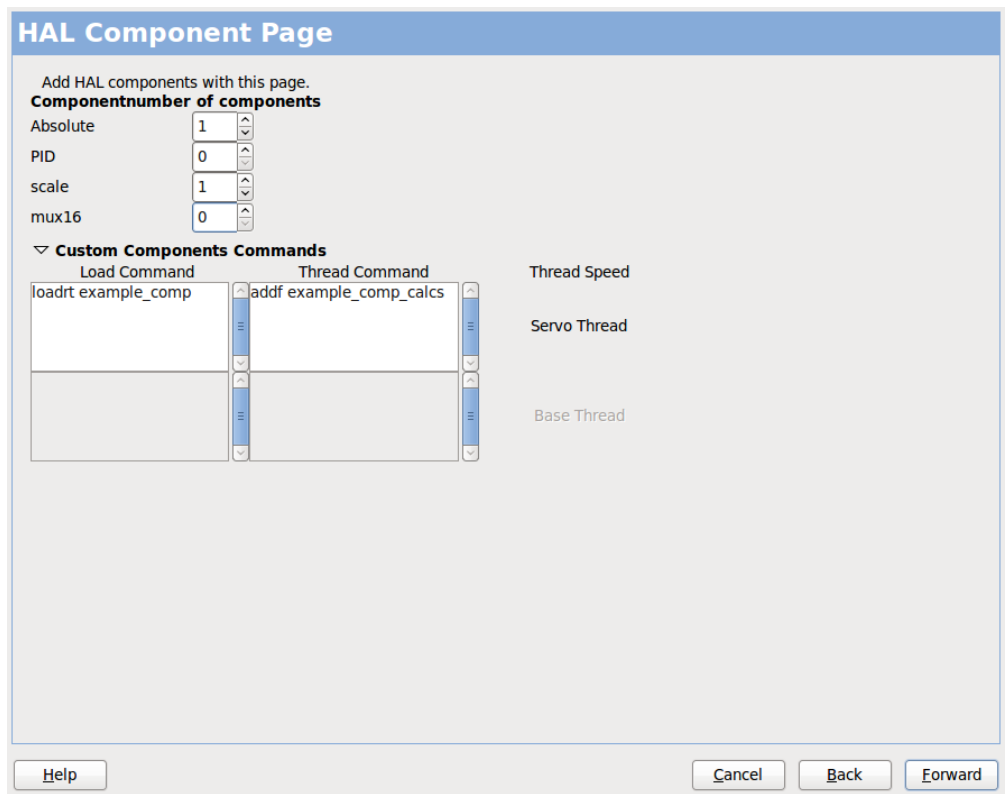 HAL Component Page
Add HAL components with this page.
Componentnumber of components
Absolute 1
PID 0
scale 1
mux16 0
Custom Components Commands
Load Command Thread Command Thread Speed
loadrt example_comp addf example_comp_calcs
Servo Thread
Base Thread
Help Cancel Back Forward